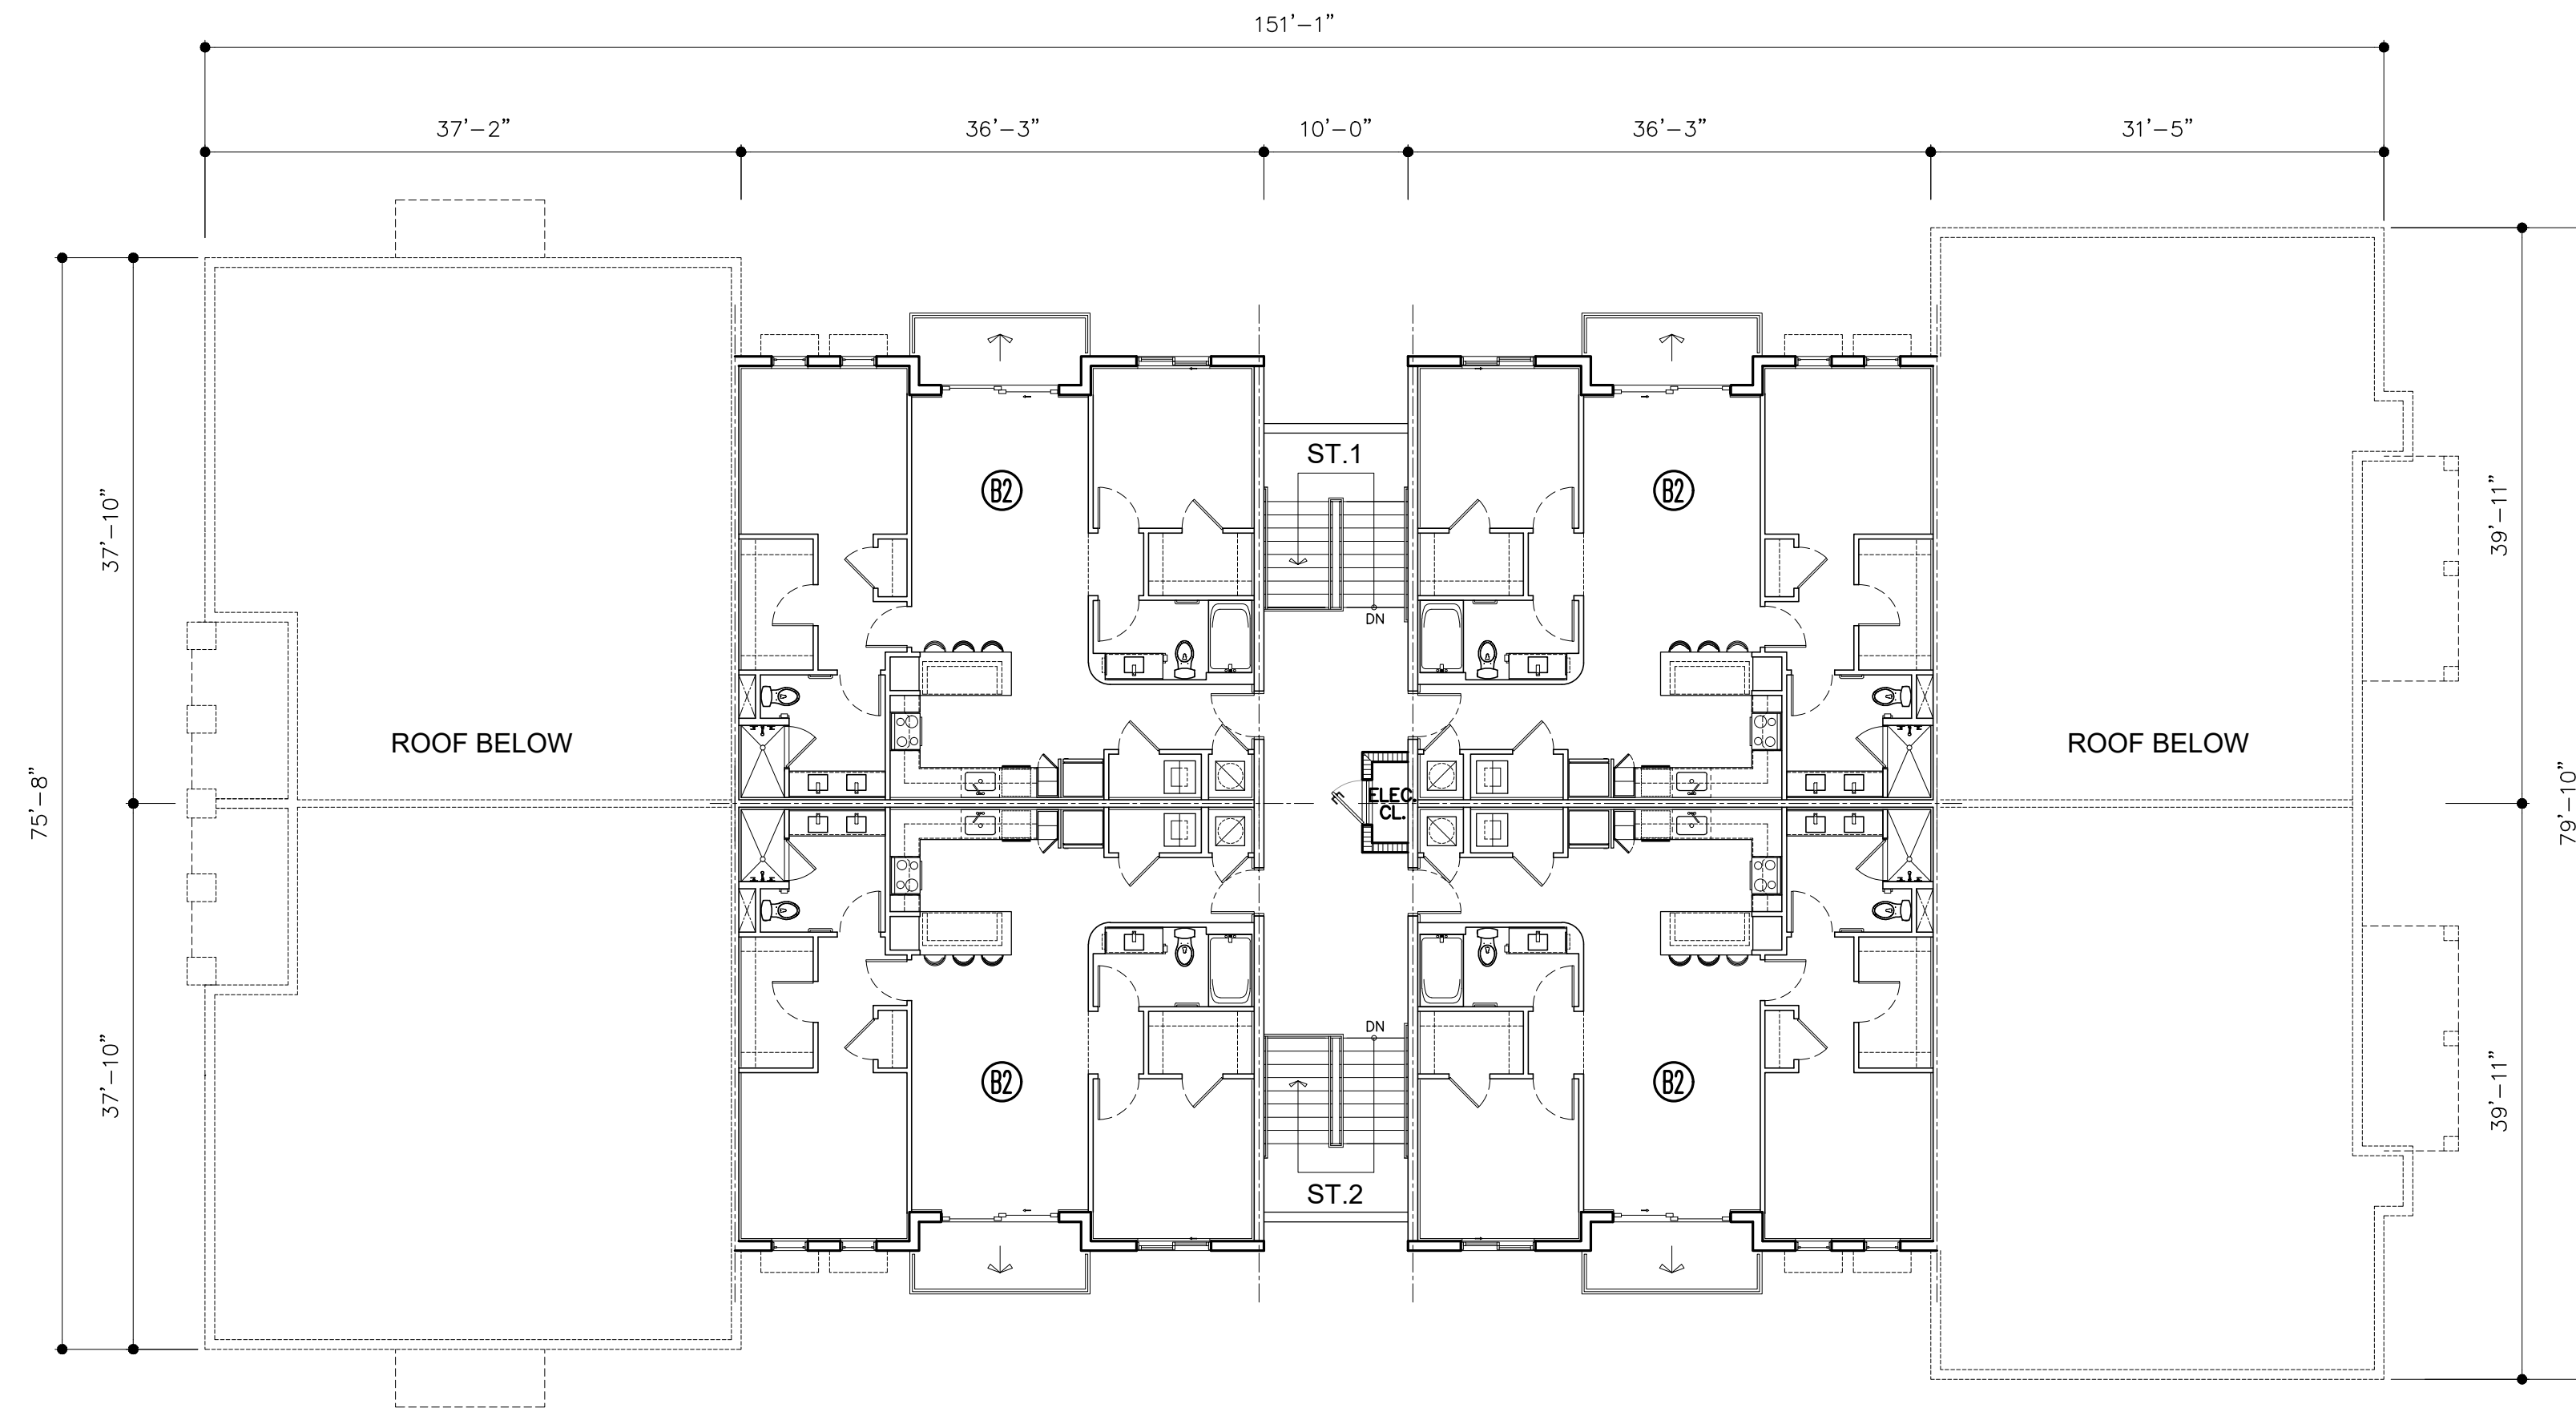 151'-1"
37'-2"
36'-3"
10'-0"
36'-3"
31'-5"
ST.1
B2
B2
37'-10"
39'-11"
DN
ROOF BELOW
ROOF BELOW
75'-8"
79'-10"
ELEC.
CL.
DN
37'-10"
39'-11"
B2
B2
ST.2